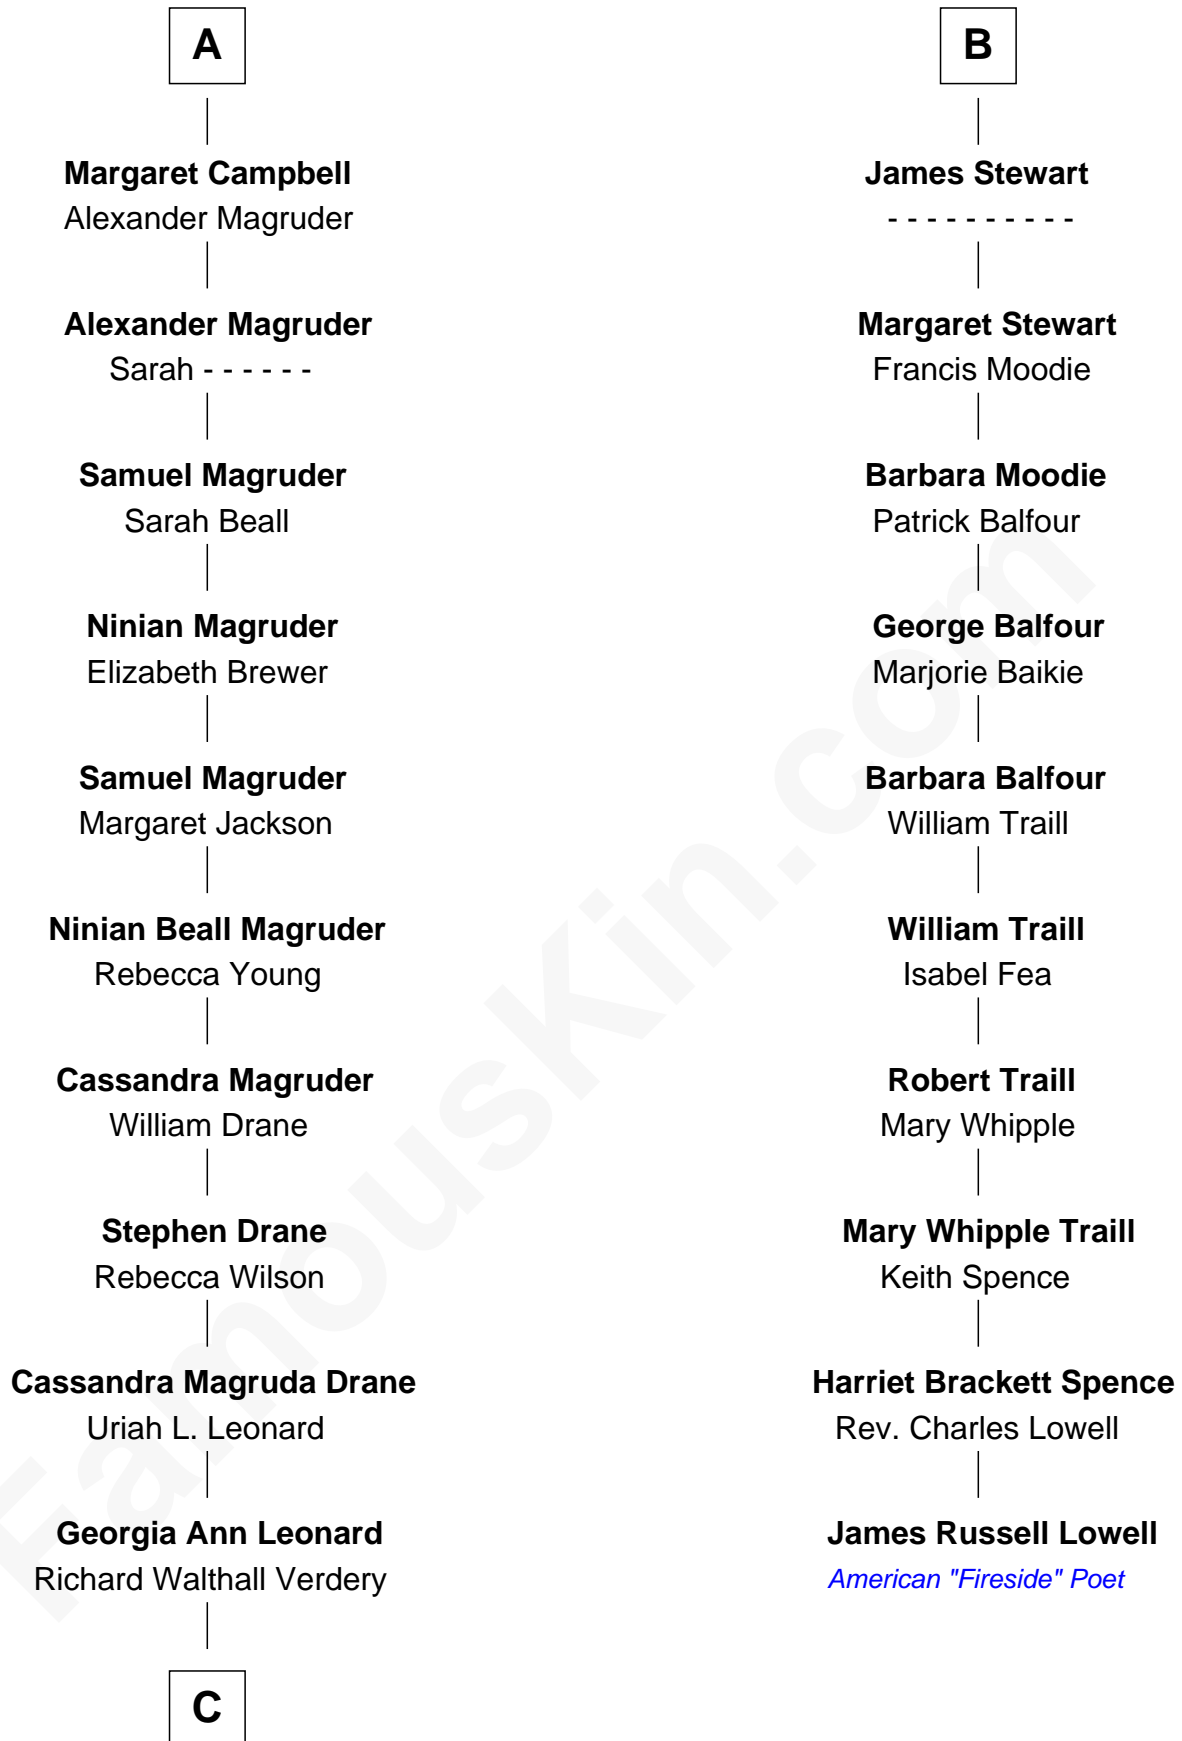 A
Margaret Campbell
Alexander Magruder
Alexander Magruder
Sarah - - - - - -
Samuel Magruder
Sarah Beall
Ninian Magruder
Elizabeth Brewer
Samuel Magruder
Margaret Jackson
Ninian Beall Magruder
Rebecca Young
Cassandra Magruder
William Drane
Stephen Drane
Rebecca Wilson
Cassandra Magruda Drane
Uriah L. Leonard
Georgia Ann Leonard
Richard Walthall Verdery
C
B
James Stewart
- - - - - - - - - -
Margaret Stewart
Francis Moodie
Barbara Moodie
Patrick Balfour
George Balfour
Marjorie Baikie
Barbara Balfour
William Traill
William Traill
Isabel Fea
Robert Traill
Mary Whipple
Mary Whipple Traill
Keith Spence
Harriet Brackett Spence
Rev. Charles Lowell
James Russell Lowell
American "Fireside" Poet
FamousKin.com